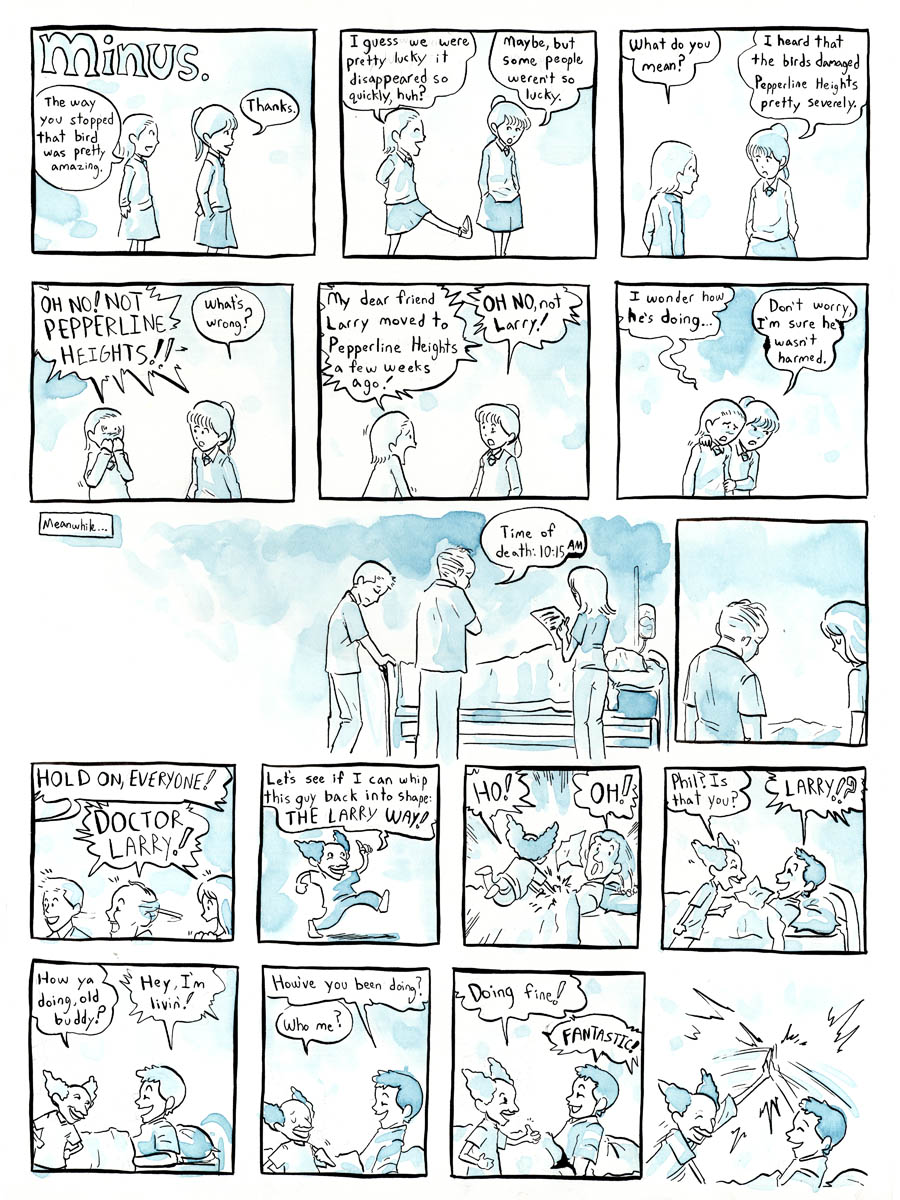 minus.
The way
you stopped
that bird
was pretty
amazing.
Thanks.
I guess we were
pretty lucky it
disappeared so
quickly, huh?
Maybe, but
some people
weren't so
lucky.
What do you
mean?
I heard that
the birds damaged
Pepperline Heights
pretty severely.
OH NO! NOT
PEPPERLINE
HEIGHTS!!
What's
wrong?
My dear friend
Larry moved to
Pepperline Heights
a few weeks
ago!
OH NO, not
LARRY!
I wonder how
he's doing...
Don't worry,
I'm sure he
wasn't
harmed.
Meanwhile...
Time of
death: 10:15 AM
HOLD ON, EVERYONE!
DOCTOR
LARRY!
Let's see if I can whip
this guy back into shape:
THE LARRY WAY!
HO!
OH!
Phil? Is
that you?
LARRY!!?
How ya
doing, old
buddy?
Hey, I'm
livin'!
How've you been doing?
Who me?
Doing fine!
FANTASTIC!